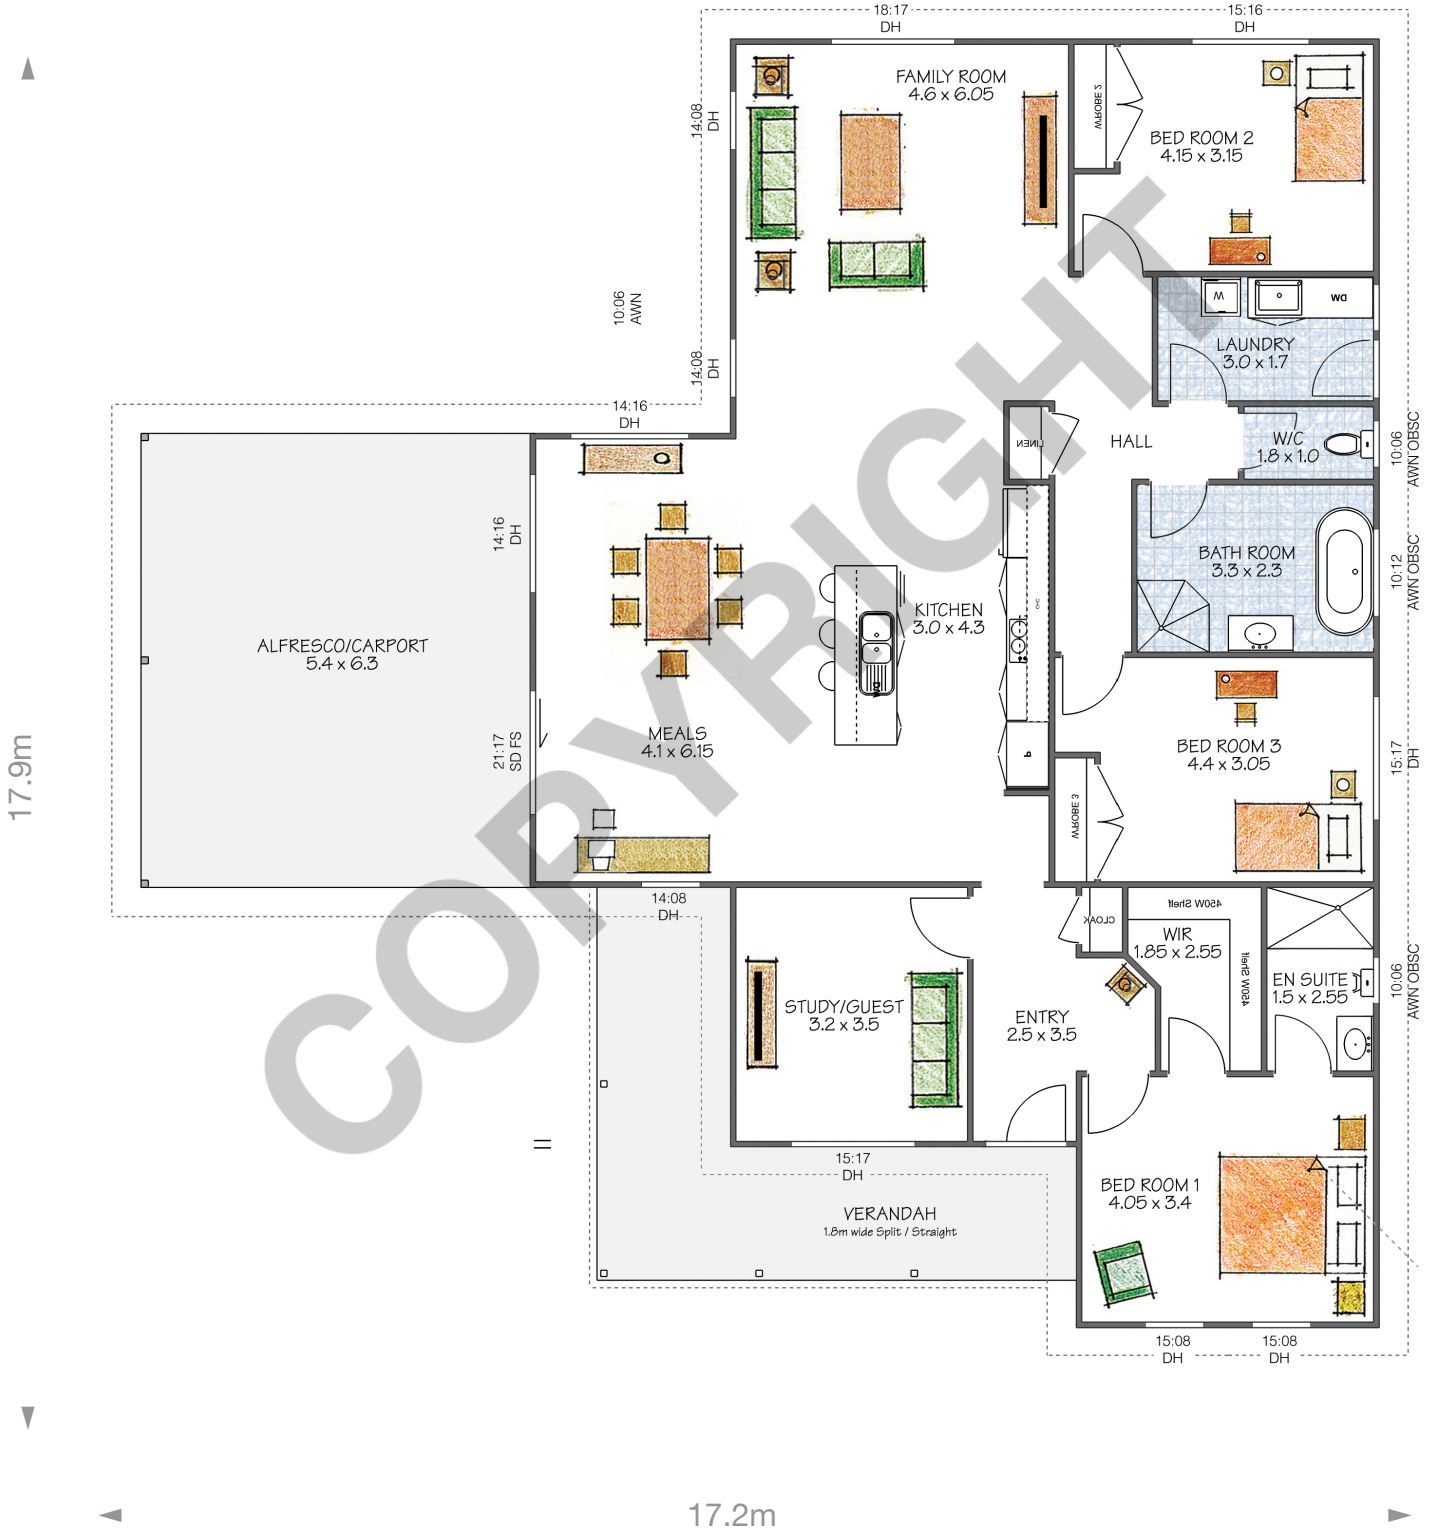 18:17
DH
15:16
DH
FAMILY ROOM
4.6 x 6.05
W'ROBE 2
BED ROOM 2
4.15 x 3.15
14:08
DH
10:06
AWN
14:08
DH
W
DW
LAUNDRY
3.0 x 1.7
14:16
DH
LINEN
HALL
W/C
1.8 x 1.0
10:06
AWN OBSC
14:16
DH
BATH ROOM
3.3 x 2.3
10:12
AWN OBSC
KITCHEN
3.0 x 4.3
DW
ALFRESCO/CARPORT
5.4 x 6.3
MEALS
4.1 x 6.15
21:17
SD FS
P
BED ROOM 3
4.4 x 3.05
15:17
DH
W'ROBE 3
17.9m
14:08
DH
CLOAK
450W Shelf
WIR
1.85 x 2.55
450W Shelf
EN SUITE
1.5 x 2.55
10:06
AWN OBSC
STUDY/GUEST
3.2 x 3.5
ENTRY
2.5 x 3.5
15:17
DH
BED ROOM 1
4.05 x 3.4
VERANDAH
1.8m wide Split / Straight
15:08
DH
15:08
DH
17.2m
COPYRIGHT